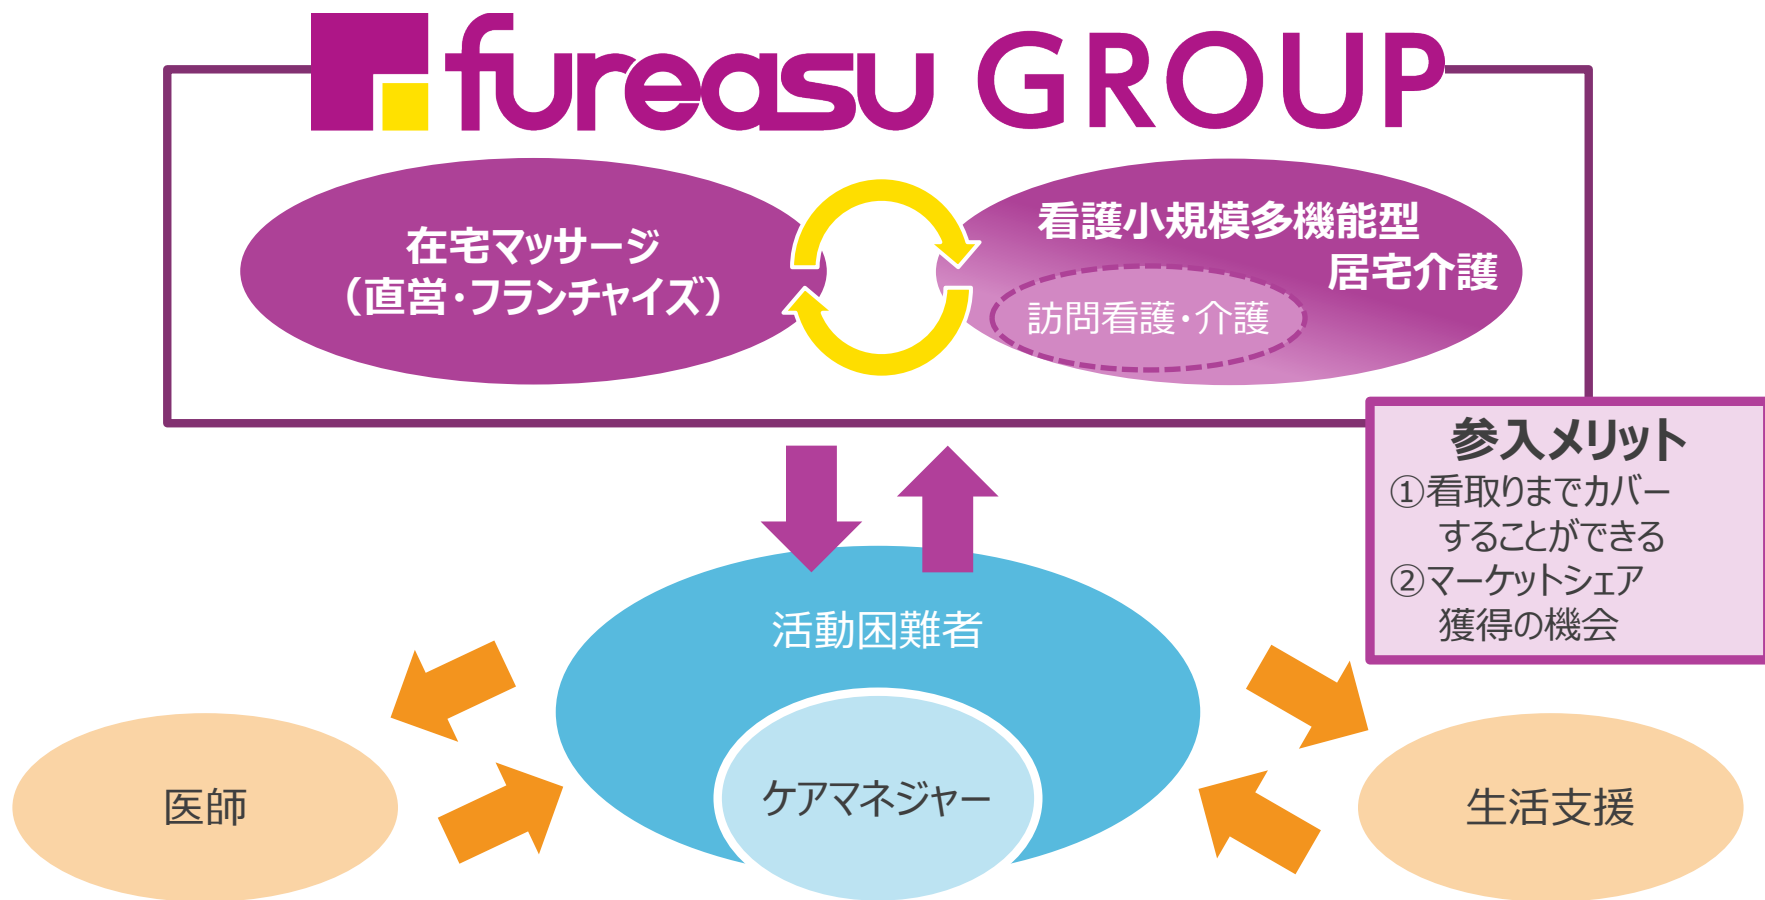 fureasu GROUP
在宅マッサージ
（直営・フランチャイズ）
看護小規模多機能型
居宅介護
訪問看護・介護
参入メリット
①看取りまでカバー
することができる
②マーケットシェア
獲得の機会
活動困難者
ケアマネジャー
医師
生活支援